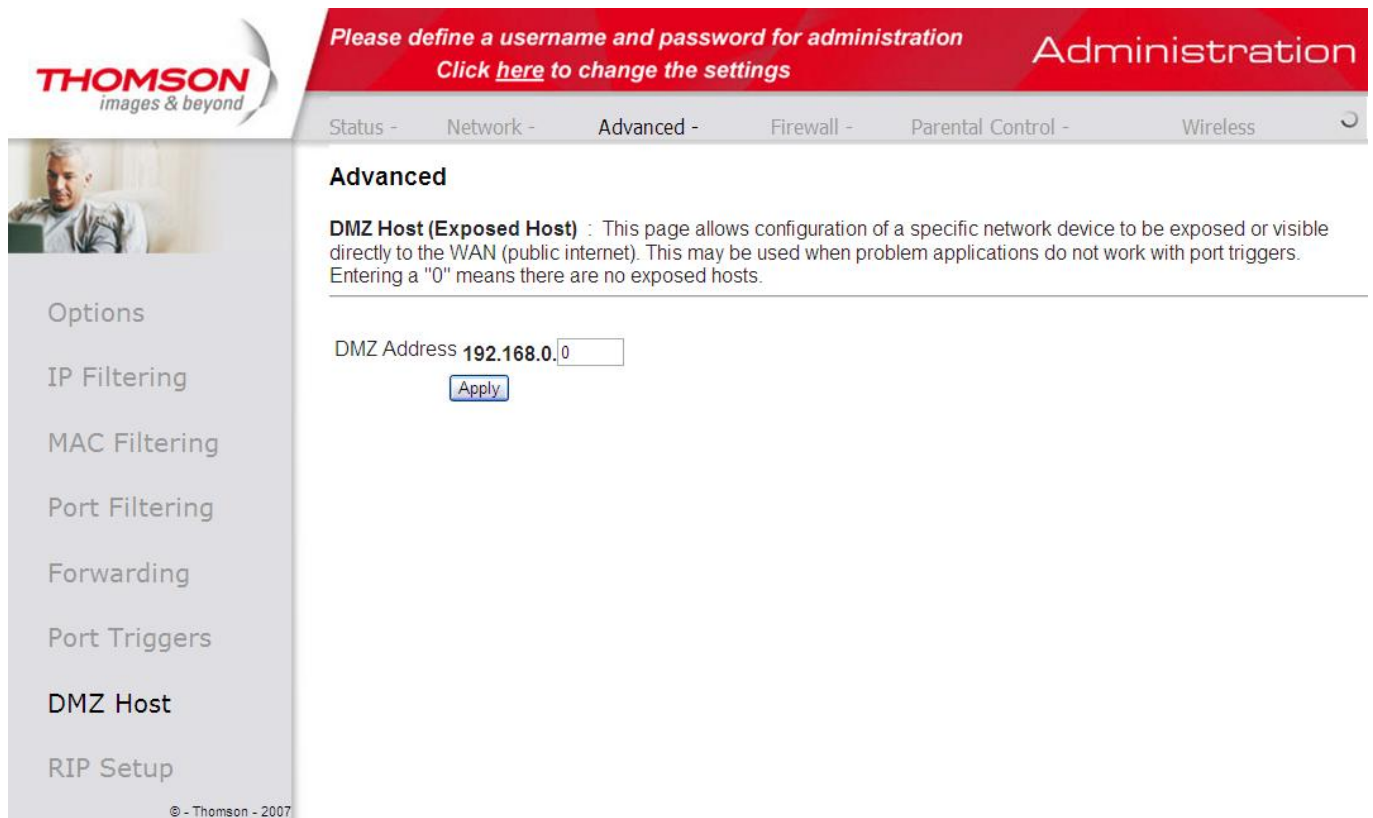 THOMSON
images & beyond
Please define a username and password for administration
Click here to change the settings
Administration
Status -
Network -
Advanced -
Firewall -
Parental Control -
Wireless
Options
IP Filtering
MAC Filtering
Port Filtering
Forwarding
Port Triggers
DMZ Host
RIP Setup
© - Thomson - 2007
Advanced
DMZ Host (Exposed Host) : This page allows configuration of a specific network device to be exposed or visible
directly to the WAN (public internet). This may be used when problem applications do not work with port triggers.
Entering a "0" means there are no exposed hosts.
DMZ Address 192.168.0. 0
Apply